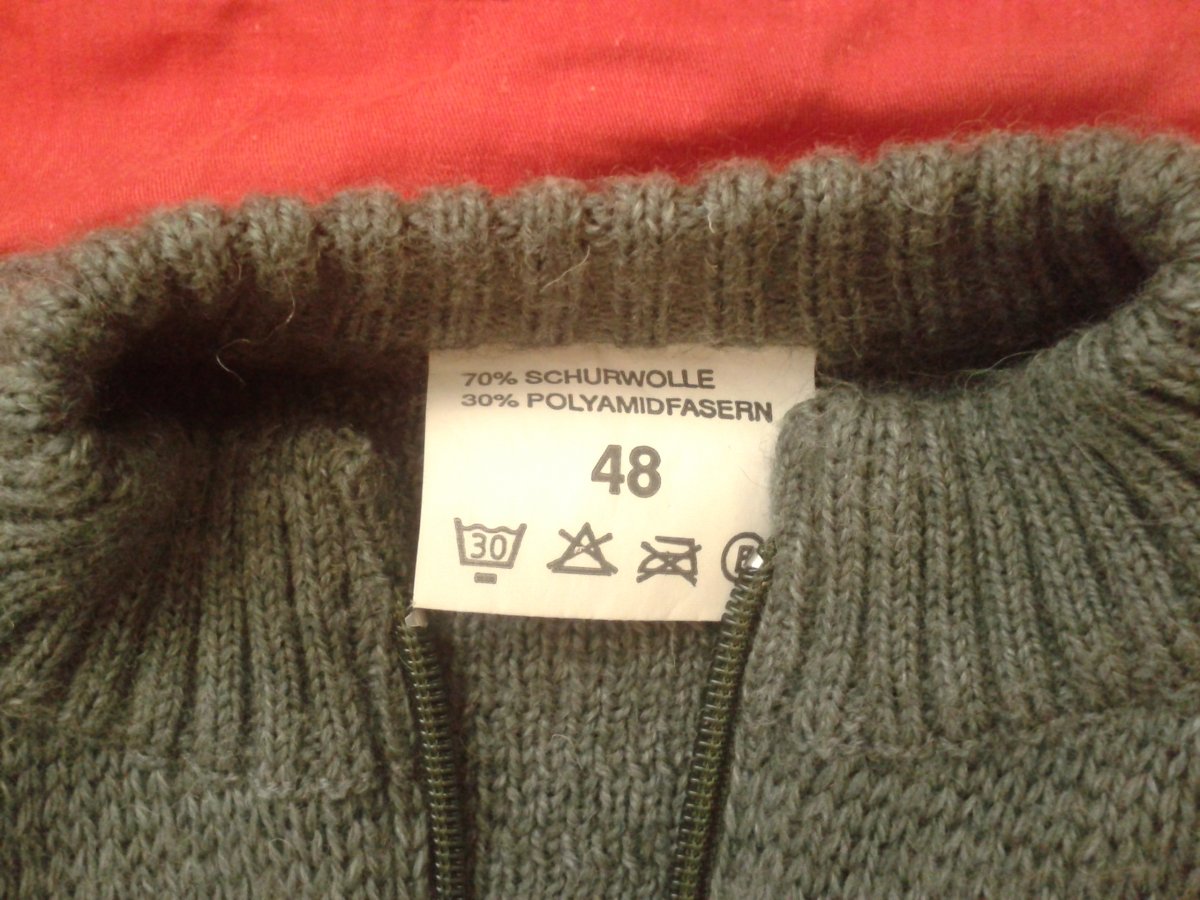 70% SCHURWOLLE
30% POLYAMIDFASERN
48
30